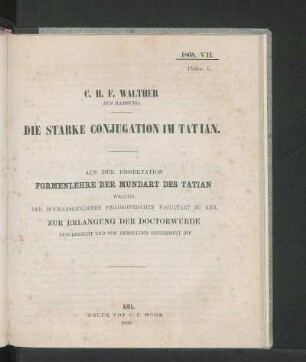 1868. VII.
Philos. 1.
C. H. F. WALTHER
AUS HAMBURG.
DIE STARKE CONJUGATION IM TATIAN.
AUS DER DISSERTATION
FORMENLEHRE DER MUNDART DES TATIAN
WELCHE
DER HOCHANSEHNLICHEN PHILOSOPHISCHEN FACULTAET ZU KIEL
ZUR ERLANGUNG DER DOCTORWÜRDE
EINGEREICHT UND VON DERSELBEN GENEHMIGT IST
KIEL.
DRUCK VON C. F. MOHR.
1868.